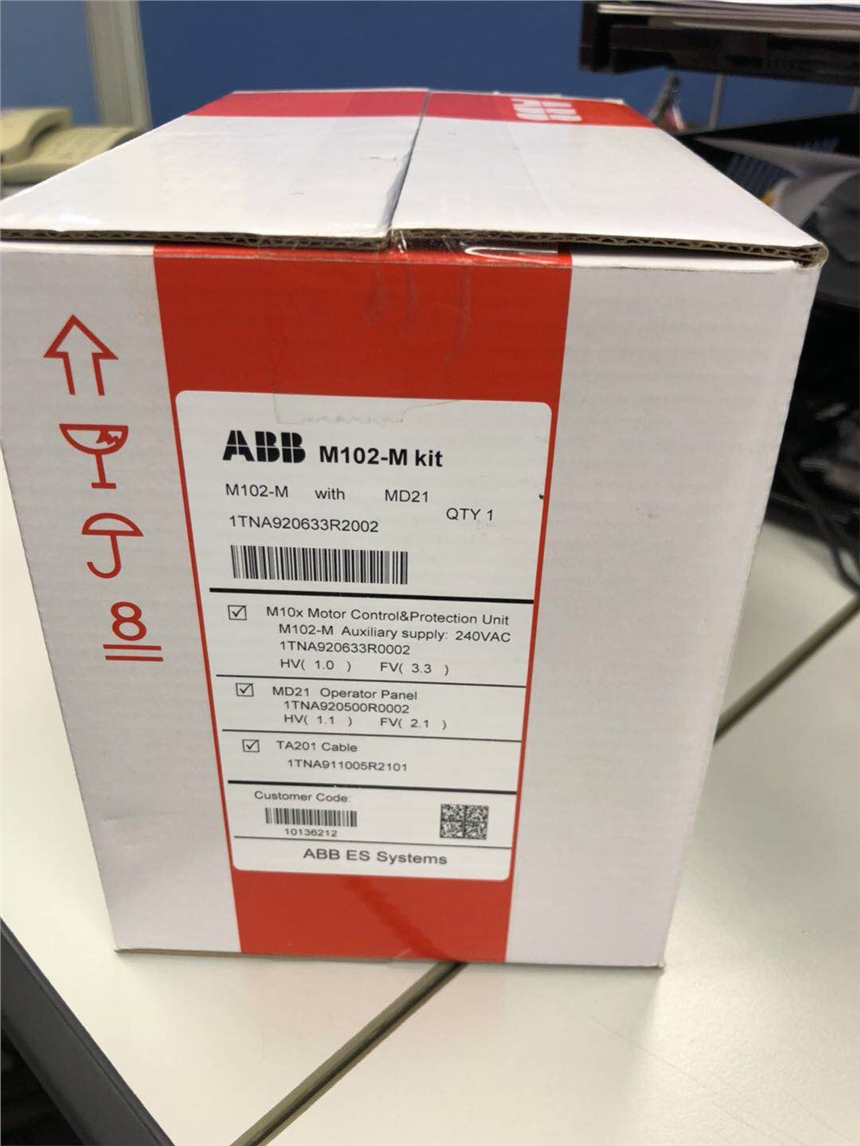 ABB
ABB M102-M kit
M102-M with MD21
QTY 1
1TNA920633R2002
M10x Motor Control&Protection Unit
M102-M Auxiliary supply: 240VAC
1TNA920633R0002
HV( 1.0 ) FV( 3.3 )
MD21 Operator Panel
1TNA920500R0002
HV( 1.1 ) FV( 2.1 )
TA201 Cable
1TNA911005R2101
Customer Code:
10136212
ABB ES Systems
8